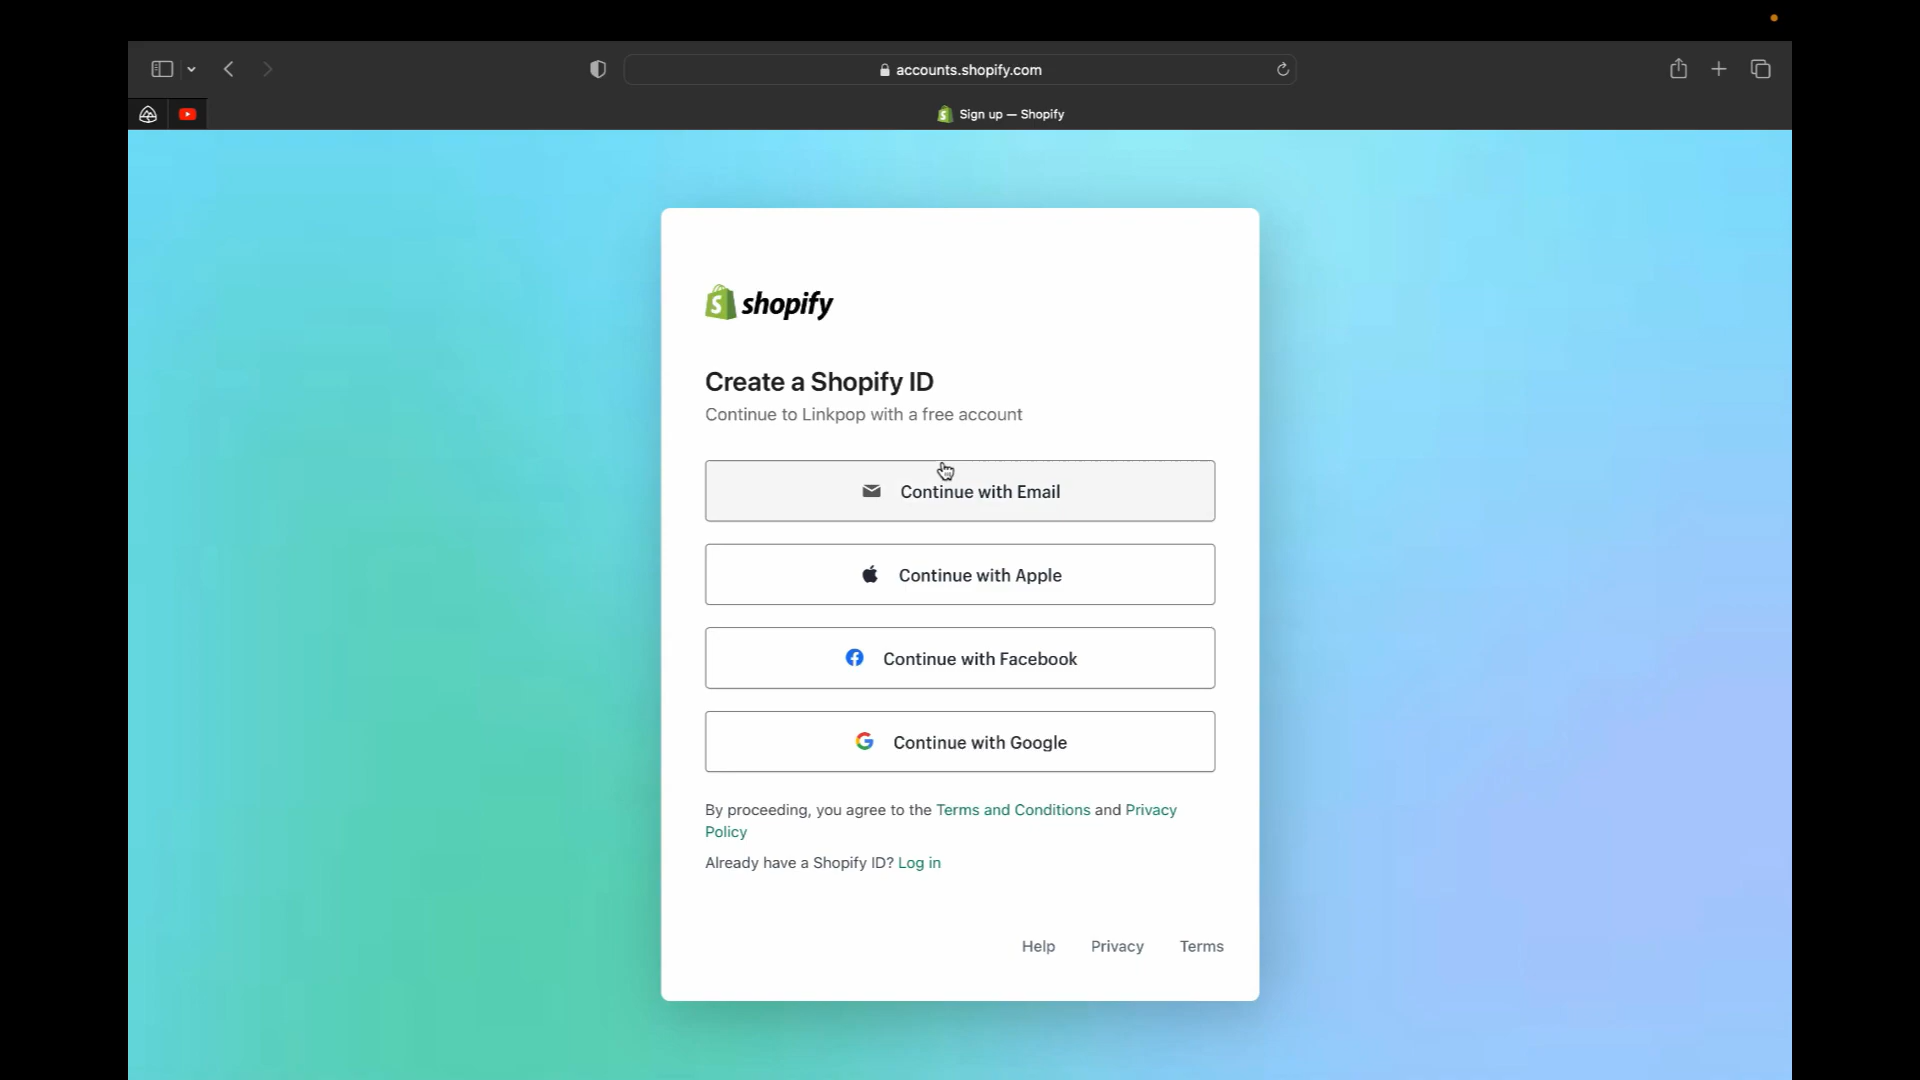 accounts.shopify.com
Sign up — Shopify
shopify
Create a Shopify ID
Continue to Linkpop with a free account
Continue with Email
Continue with Apple
Continue with Facebook
Continue with Google
By proceeding, you agree to the Terms and Conditions and Privacy
Policy
Already have a Shopify ID? Log in
Help Privacy Terms